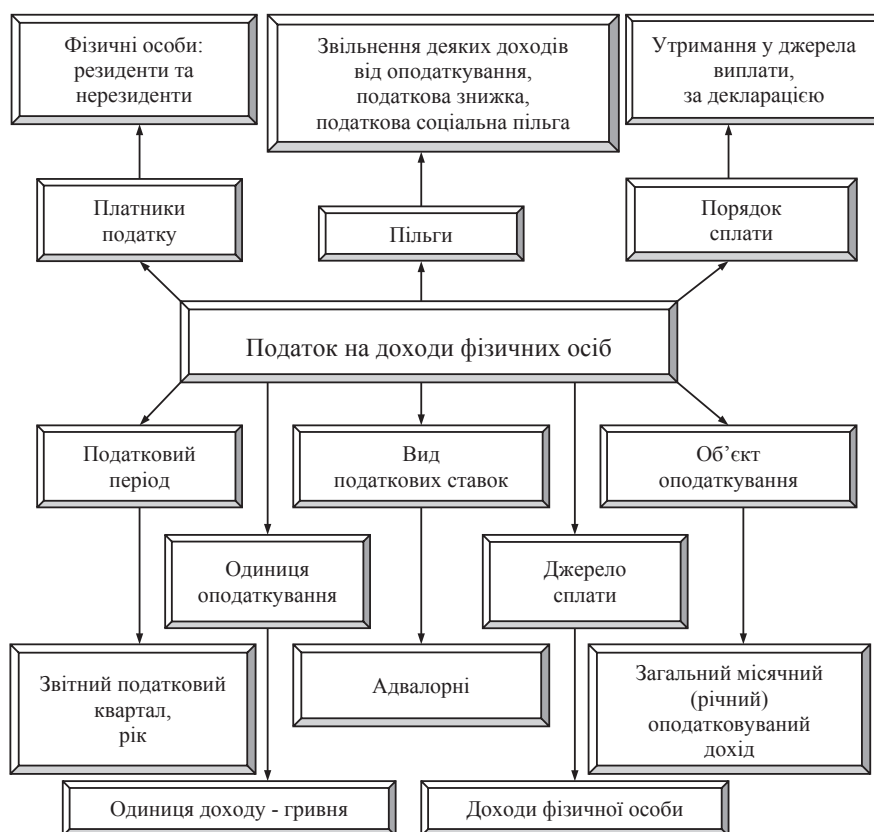 Фізичні особи:
резиденти та
нерезиденти
Звільнення деяких доходів
від оподаткування,
податкова знижка,
податкова соціальна пільга
Утримання у джерела
виплати,
за декларацією
Платники
податку
Пільги
Порядок
сплати
Податок на доходи фізичних осіб
Податковий
період
Вид
податкових ставок
Об’єкт
оподаткування
Одиниця
оподаткування
Джерело
сплати
Звітний податковий
квартал,
рік
Адвалорні
Загальний місячний
(річний)
оподатковуваний
дохід
Одиниця доходу - гривня
Доходи фізичної особи